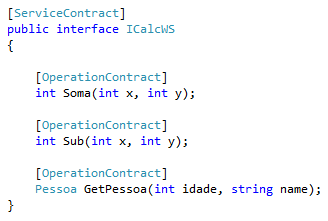 [ServiceContract]
public interface ICalcWS
{
[OperationContract]
int Soma(int x, int y);
[OperationContract]
int Sub(int x, int y);
[OperationContract]
Pessoa GetPessoa(int idade, string name);
}